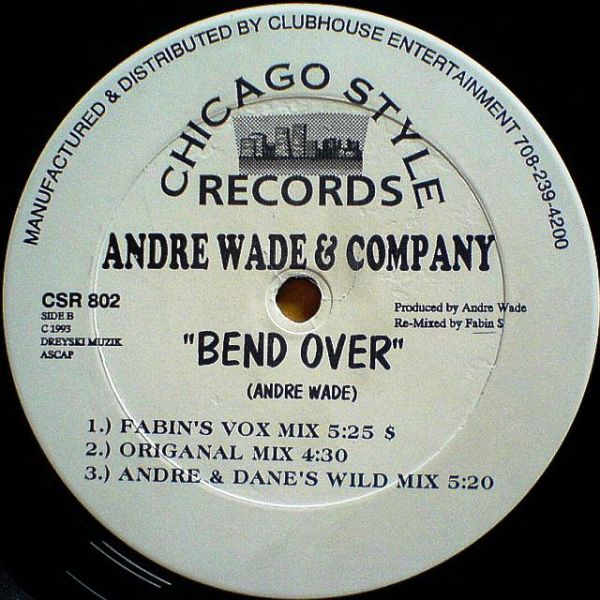 MANUFACTURED & DISTRIBUTED BY CLUBHOUSE ENTERTAINMENT 708-239-4200
CHICAGO STYLE
RECORDS
ANDRE WADE & COMPANY
CSR 802
SIDE B
C 1993
DREYSKI MUZIK
ASCAP
Produced by Andre Wade
Re-Mixed by Fabin S
"BEND OVER"
(ANDRE WADE)
1.) FABIN'S VOX MIX 5:25 $
2.) ORIGANAL MIX 4:30
3.) ANDRE & DANE'S WILD MIX 5:20